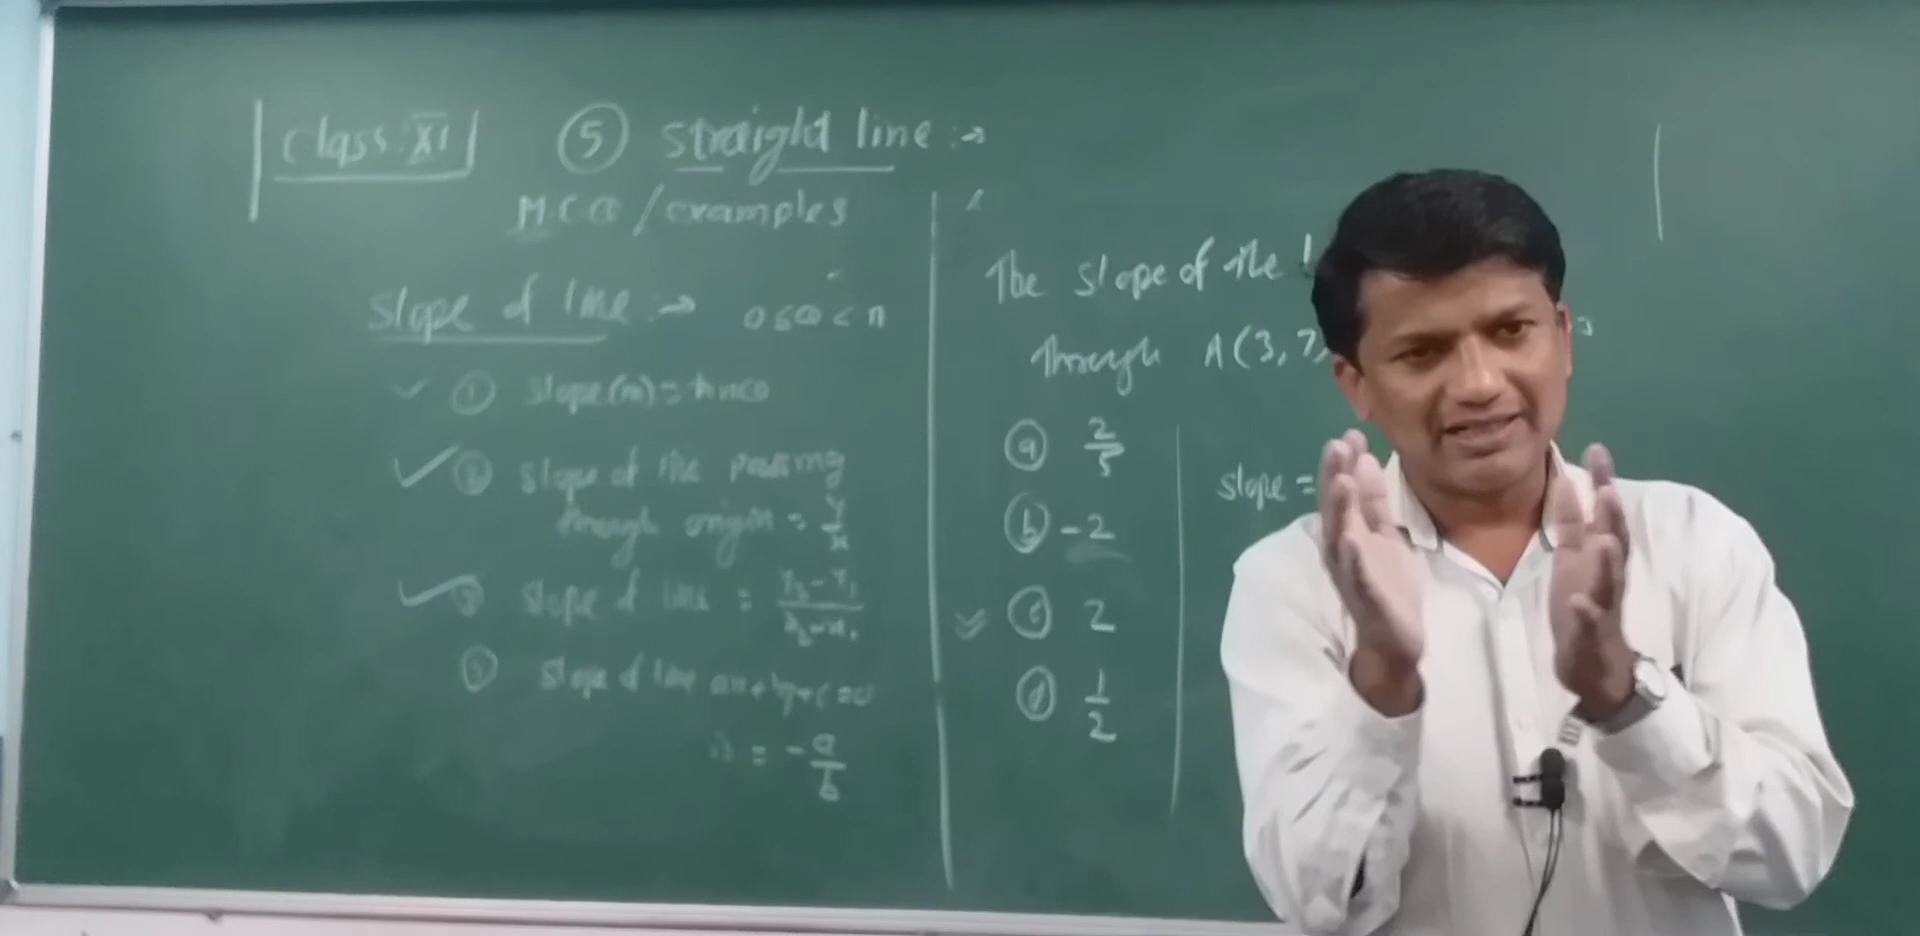 Class: XI
⑤ straight line :→
MCQ / examples
slope of line :→ 0 ≤ θ < π
① slope(m) = tan θ
② slope of line passing
through origin = y/x
③ slope of line = y₂ - y₁ / x₂ - x₁
slope of line ax + by + c = 0
= - a/b
The slope of the
through A(3, 7)
ⓐ 2/5
ⓑ -2
ⓒ 2
ⓓ 1/2
slope =